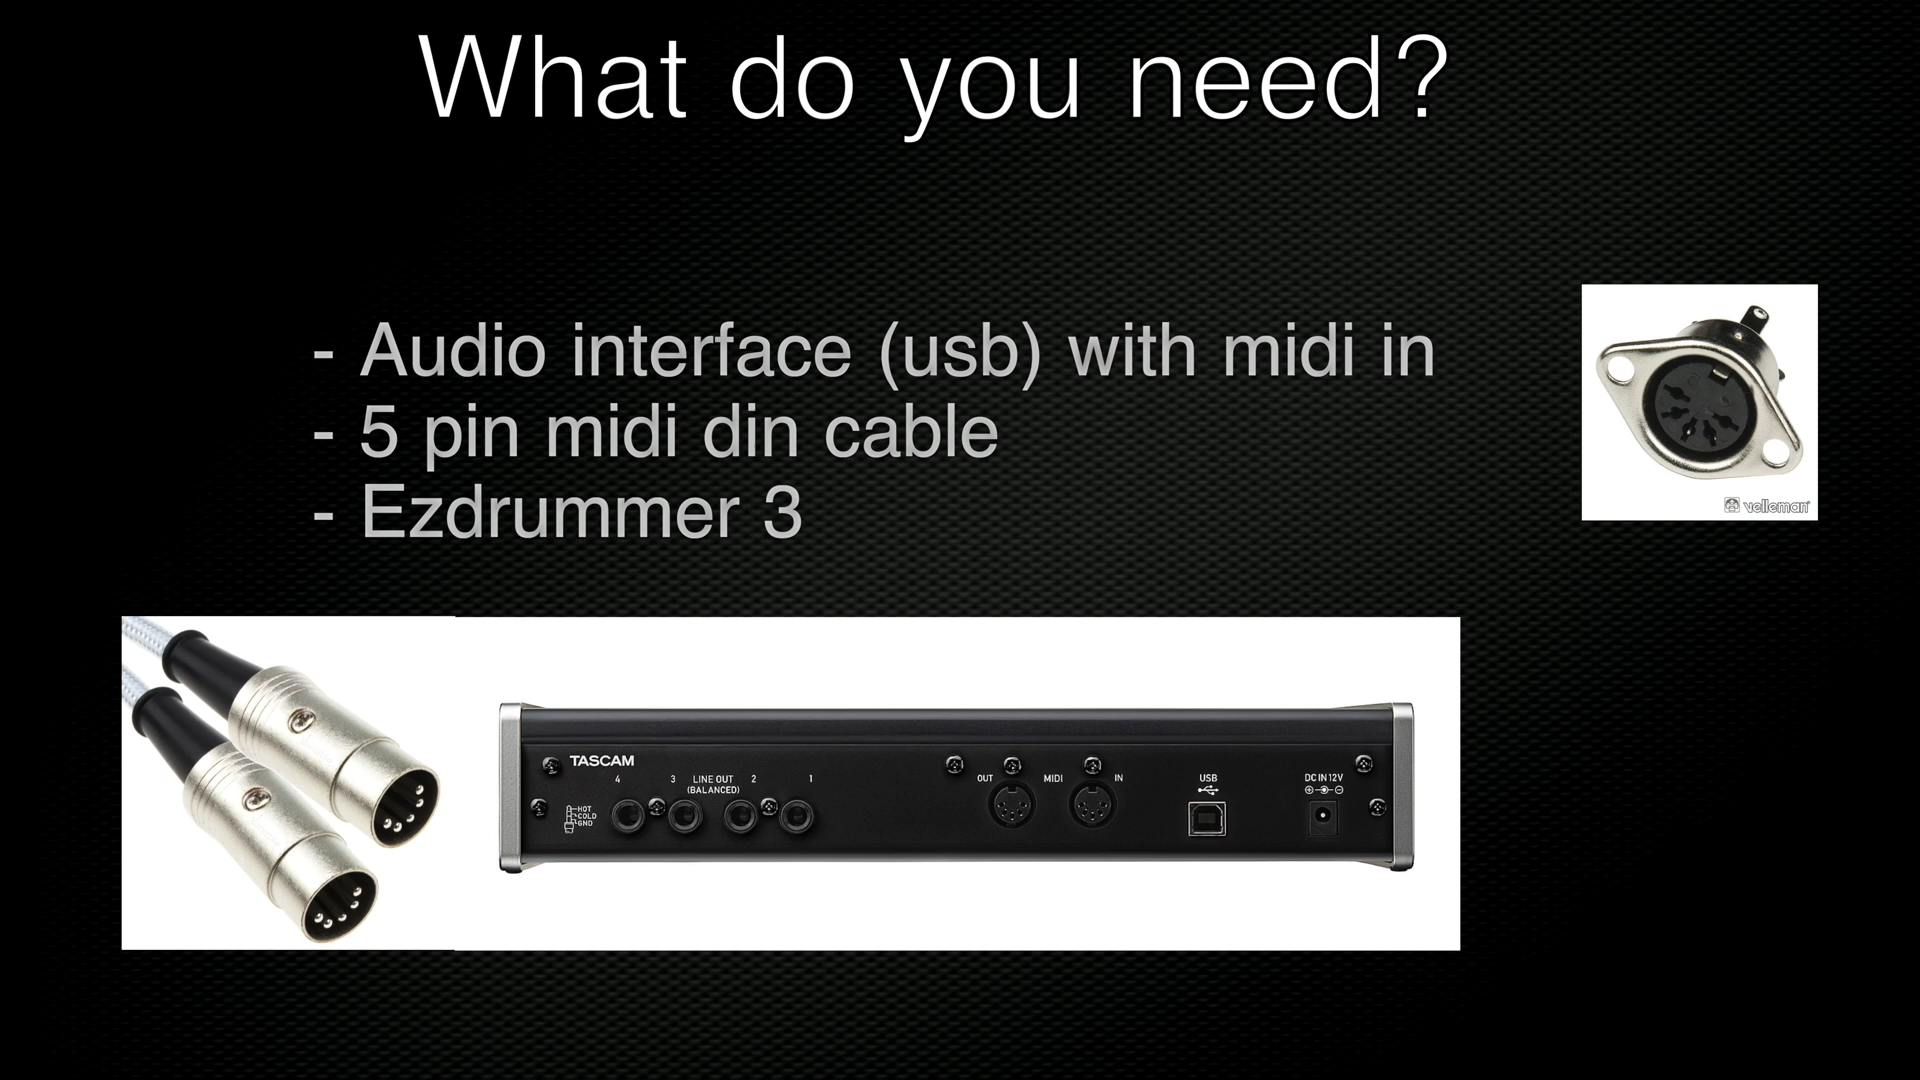 What do you need?
- Audio interface (usb) with midi in
- 5 pin midi din cable
- Ezdrummer 3
velleman
TASCAM
4 3 LINE OUT 2 1
(BALANCED)
HOT
COLD
GND
OUT MIDI IN
USB
DC IN 12V